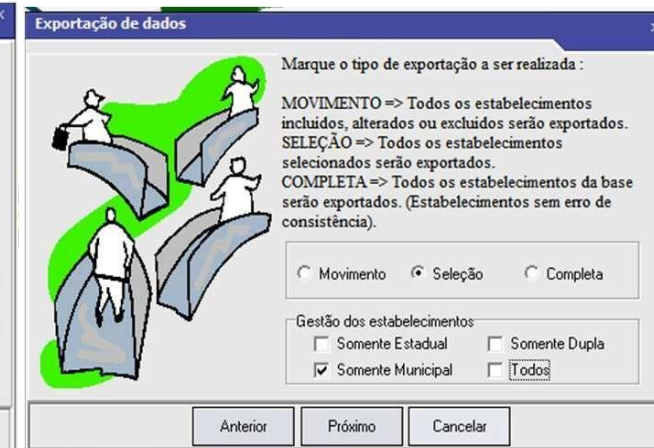 Exportação de dados
Marque o tipo de exportação a ser realizada :
MOVIMENTO => Todos os estabelecimentos
incluidos, alterados ou excluidos serão exportados.
SELEÇÃO => Todos os estabelecimentos
selecionados serão exportados.
COMPLETA => Todos os estabelecimentos da base
serão exportados. (Estabelecimentos sem erro de
consistência).
Movimento Seleção Completa
Gestão dos estabelecimentos
Somente Estadual Somente Dupla
Somente Municipal Todos
Anterior Próximo Cancelar